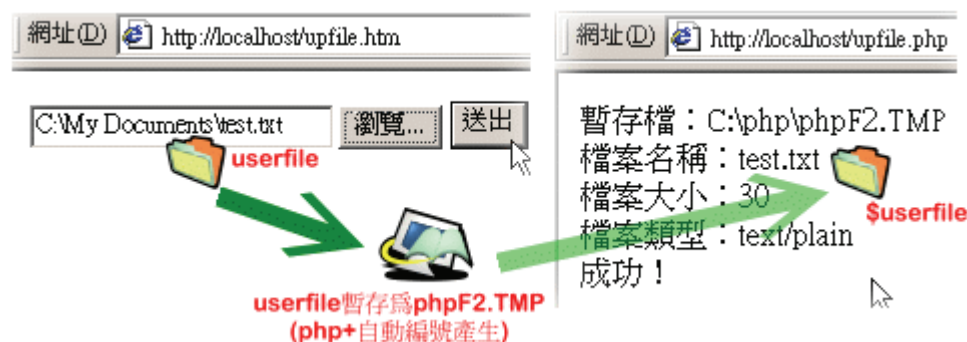 網址(D) http://localhost/upfile.htm
C:\My Documents\test.txt 瀏覽... 送出
userfile
userfile暫存爲phpF2.TMP
(php+自動編號產生)
網址(D) http://localhost/upfile.php
暫存檔：C:\php\phpF2.TMP
檔案名稱：test.txt
檔案大小：30
$userfile
檔案類型：text/plain
成功！